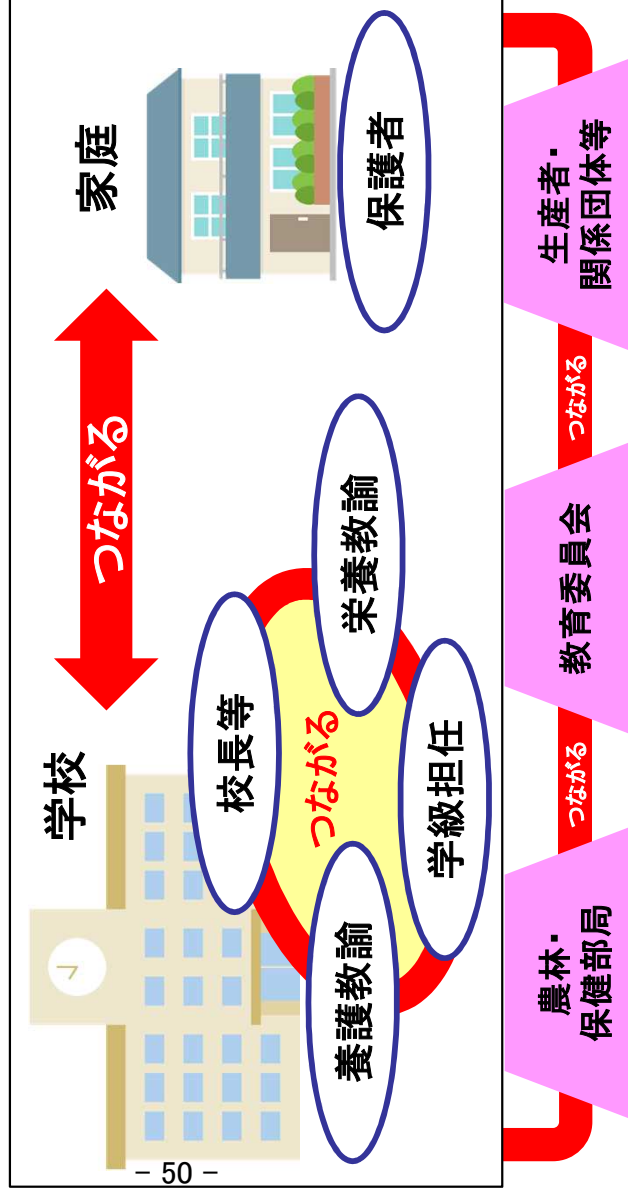 学校
つながる
家庭
校長等
養護教諭
つながる
栄養教諭
学級担任
保護者
農林・
保健部局
つながる
教育委員会
つながる
生産者・
関係団体等
- 50 -